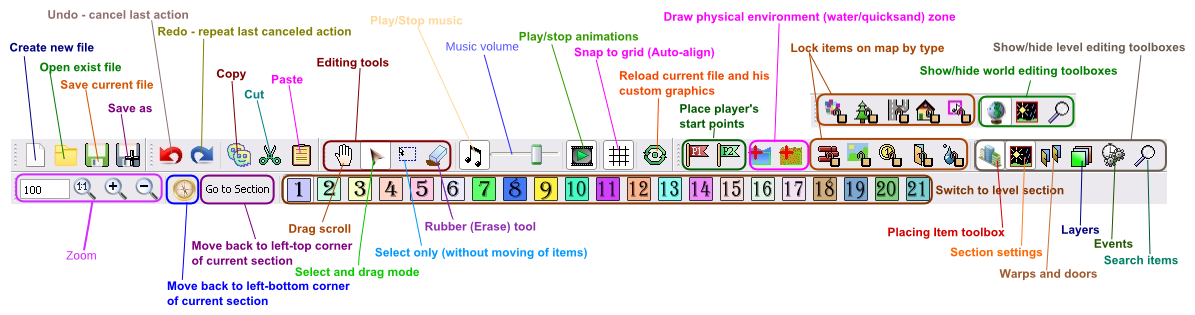 Undo - cancel last action
Play/Stop music
Draw physical environment (water/quicksand) zone
Redo - repeat last canceled action
Create new file
Music volume
Play/stop animations
Lock items on map by type
Show/hide level editing toolboxes
Snap to grid (Auto-align)
Open exist file
Copy
Editing tools
Show/hide world editing toolboxes
Save current file
Cut
Paste
Reload current file and his
custom graphics
Save as
Place player's
start points
P1 P2
100 1:1 Go to Section 1 2 3 4 5 6 7 8 9 10 11 12 13 14 15 16 17 18 19 20 21 Switch to level section
Drag scroll
Rubber (Erase) tool
Placing Item toolbox
Layers
Move back to left-top corner
of current section
Select only (without moving of items)
Section settings
Events
Zoom
Search items
Select and drag mode
Warps and doors
Move back to left-bottom corner
of current section